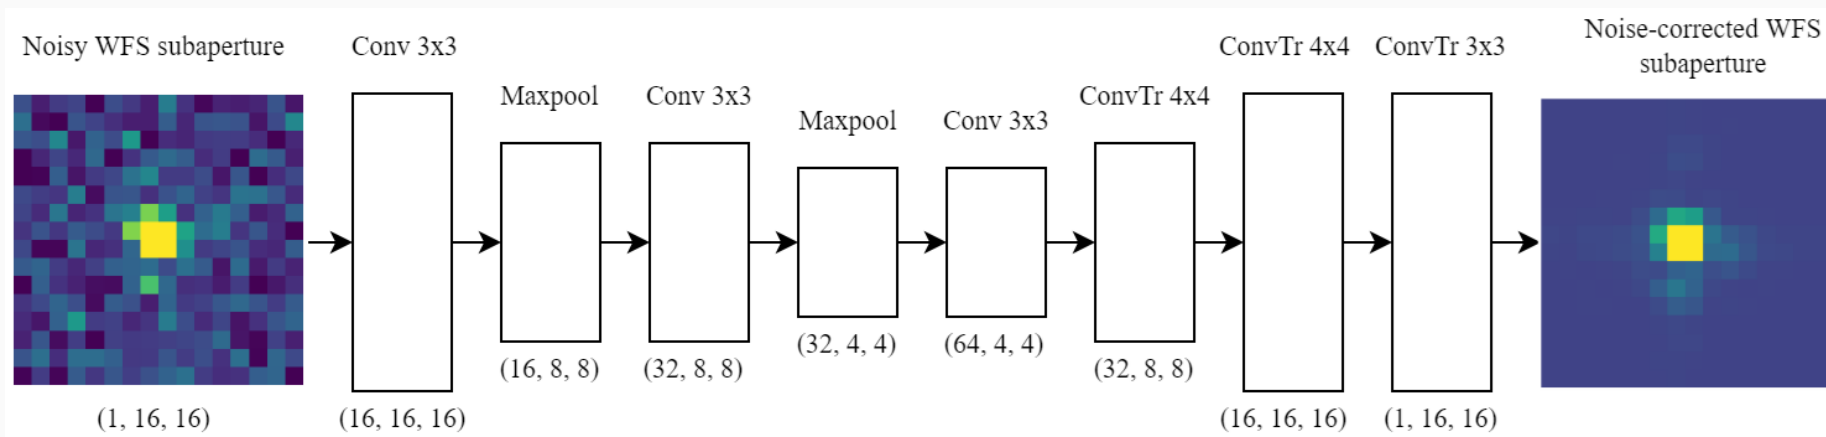 Noisy WFS subaperture
Conv 3x3
Maxpool
Conv 3x3
Maxpool
Conv 3x3
ConvTr 4x4
ConvTr 4x4
ConvTr 3x3
Noise-corrected WFS
subaperture
(1, 16, 16)
(16, 16, 16)
(16, 8, 8)
(32, 8, 8)
(32, 4, 4)
(64, 4, 4)
(32, 8, 8)
(16, 16, 16)
(1, 16, 16)